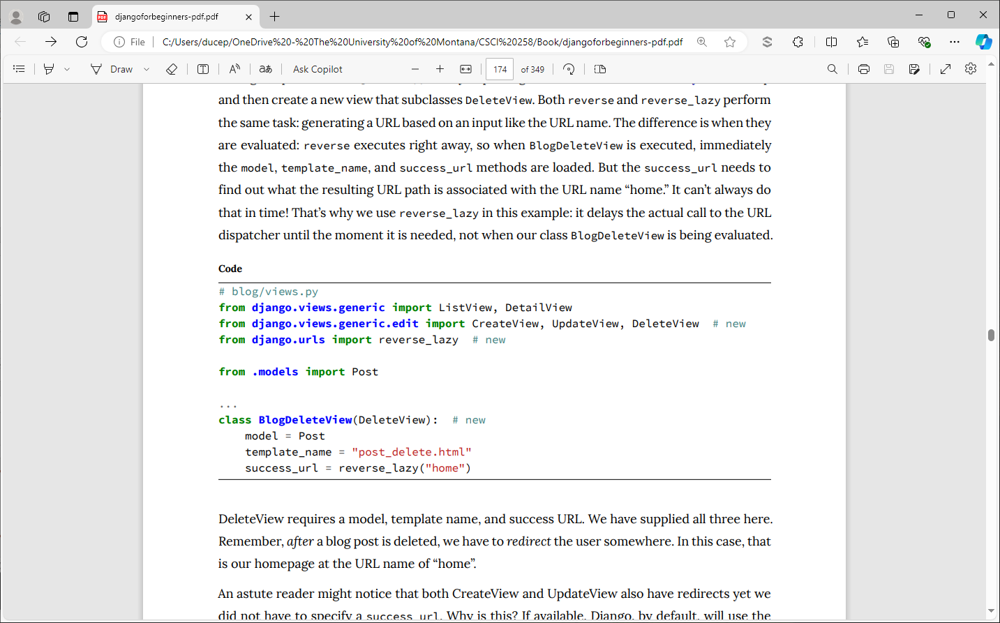 djangoforbeginners-pdf.pdf
File
C:/Users/ducep/OneDrive%20-%20The%20University%20of%20Montana/CSCI%20258/Book/djangoforbeginners-pdf.pdf
Draw
Ask Copilot
174 of 349
and then create a new view that subclasses DeleteView. Both reverse and reverse_lazy perform
the same task: generating a URL based on an input like the URL name. The difference is when they
are evaluated: reverse executes right away, so when BlogDeleteView is executed, immediately
the model, template_name, and success_url methods are loaded. But the success_url needs to
find out what the resulting URL path is associated with the URL name “home.” It can’t always do
that in time! That’s why we use reverse_lazy in this example: it delays the actual call to the URL
dispatcher until the moment it is needed, not when our class BlogDeleteView is being evaluated.
Code
# blog/views.py
from django.views.generic import ListView, DetailView
from django.views.generic.edit import CreateView, UpdateView, DeleteView  # new
from django.urls import reverse_lazy  # new
from .models import Post
...
class BlogDeleteView(DeleteView):  # new
    model = Post
    template_name = "post_delete.html"
    success_url = reverse_lazy("home")
DeleteView requires a model, template name, and success URL. We have supplied all three here.
Remember, after a blog post is deleted, we have to redirect the user somewhere. In this case, that
is our homepage at the URL name of “home”.
An astute reader might notice that both CreateView and UpdateView also have redirects yet we
did not have to specify a success_url. Why is this? If available, Django, by default, will use the